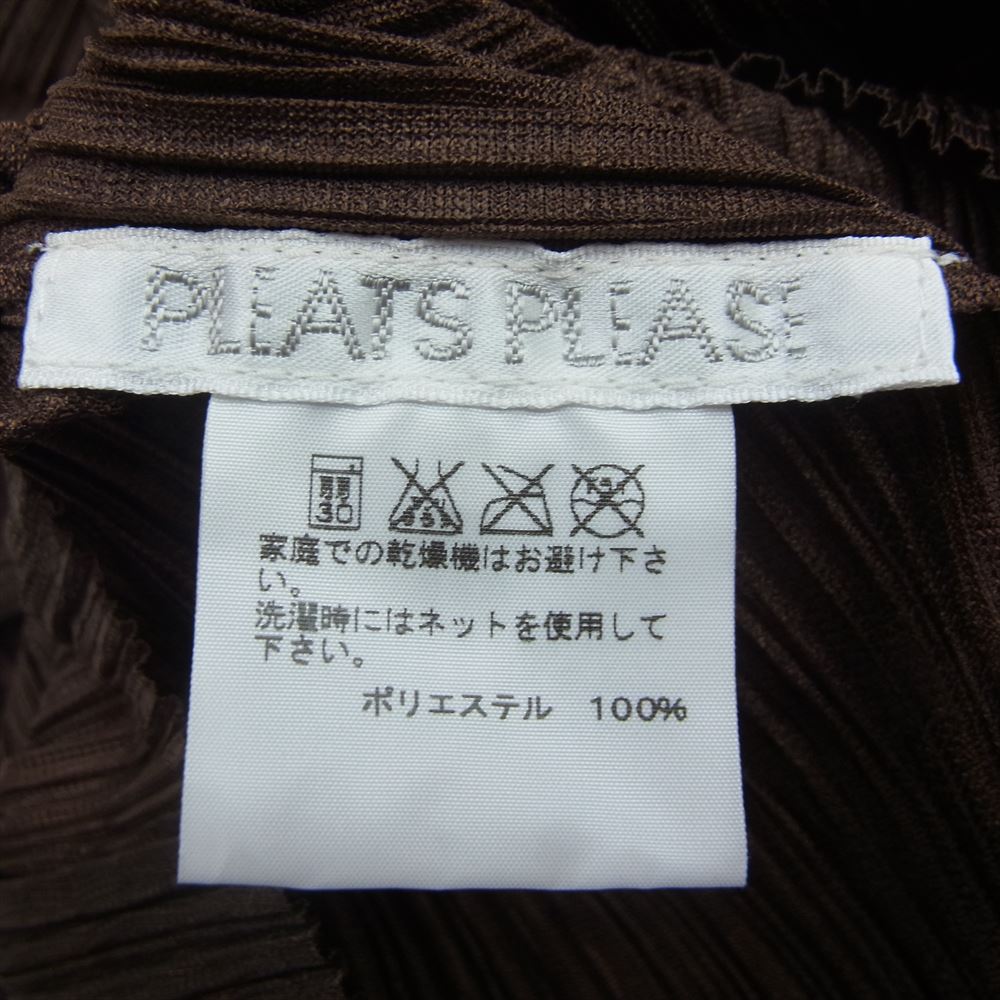 PLEATS PLEASE
弱
30
家庭での乾燥機はお避け下さ
い。
洗濯時にはネットを使用して
下さい。
ポリエステル 100%